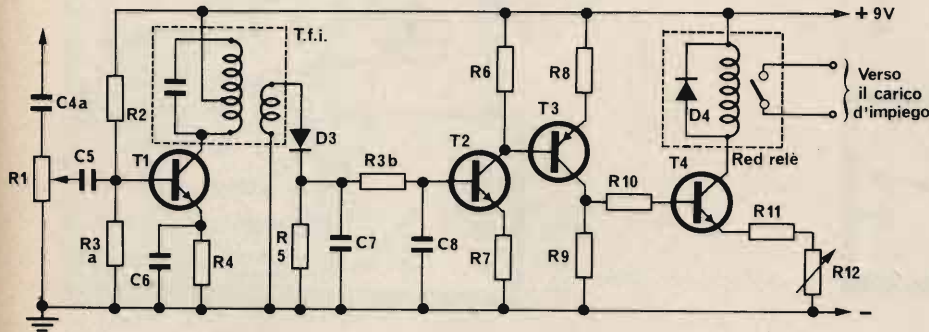 + 9V
T.f.i.
C4a
R2
R6
R8
D4
Verso
il carico
d'impiego
D3
T1
C5
R1
R3b
T2
T3
Red relè
T4
R10
R11
R3
a
C6
R4
R
5
C7
C8
R7
R9
R12
–